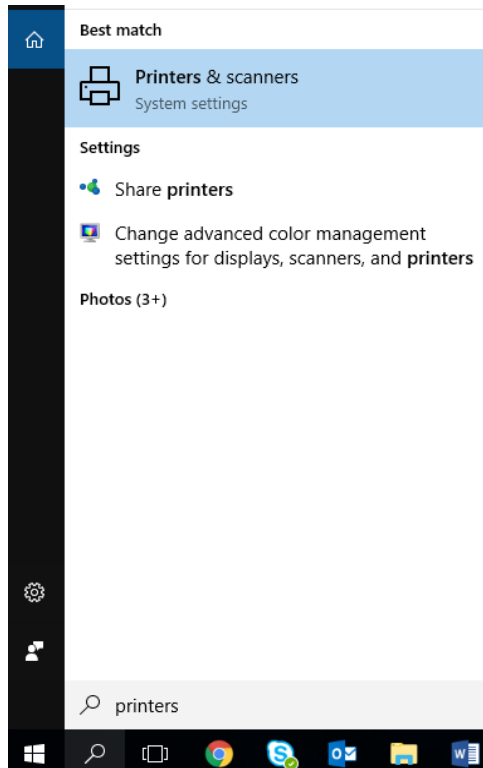 Best match
Printers & scanners
System settings
Settings
Share printers
Change advanced color management
settings for displays, scanners, and printers
Photos (3+)
printers